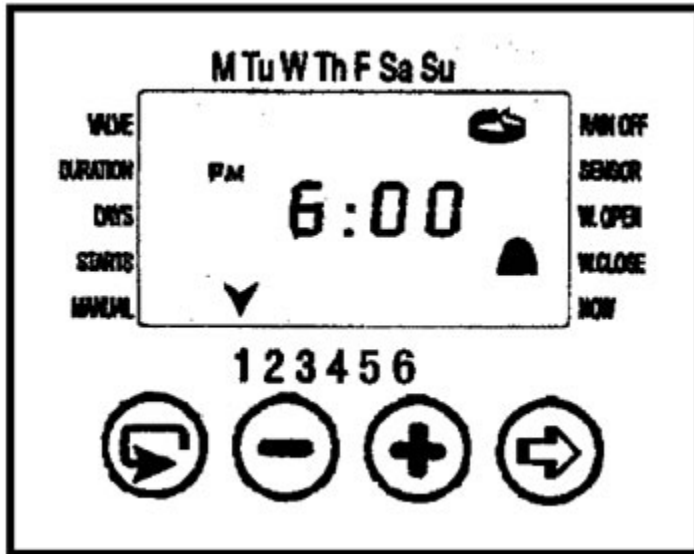 M Tu W Th F Sa Su
VALVE
DURATION
DAYS
STARTS
MANUAL
PM
6:00
RAIN OFF
SENSOR
W. OPEN
W.CLOSE
NOW
1 2 3 4 5 6